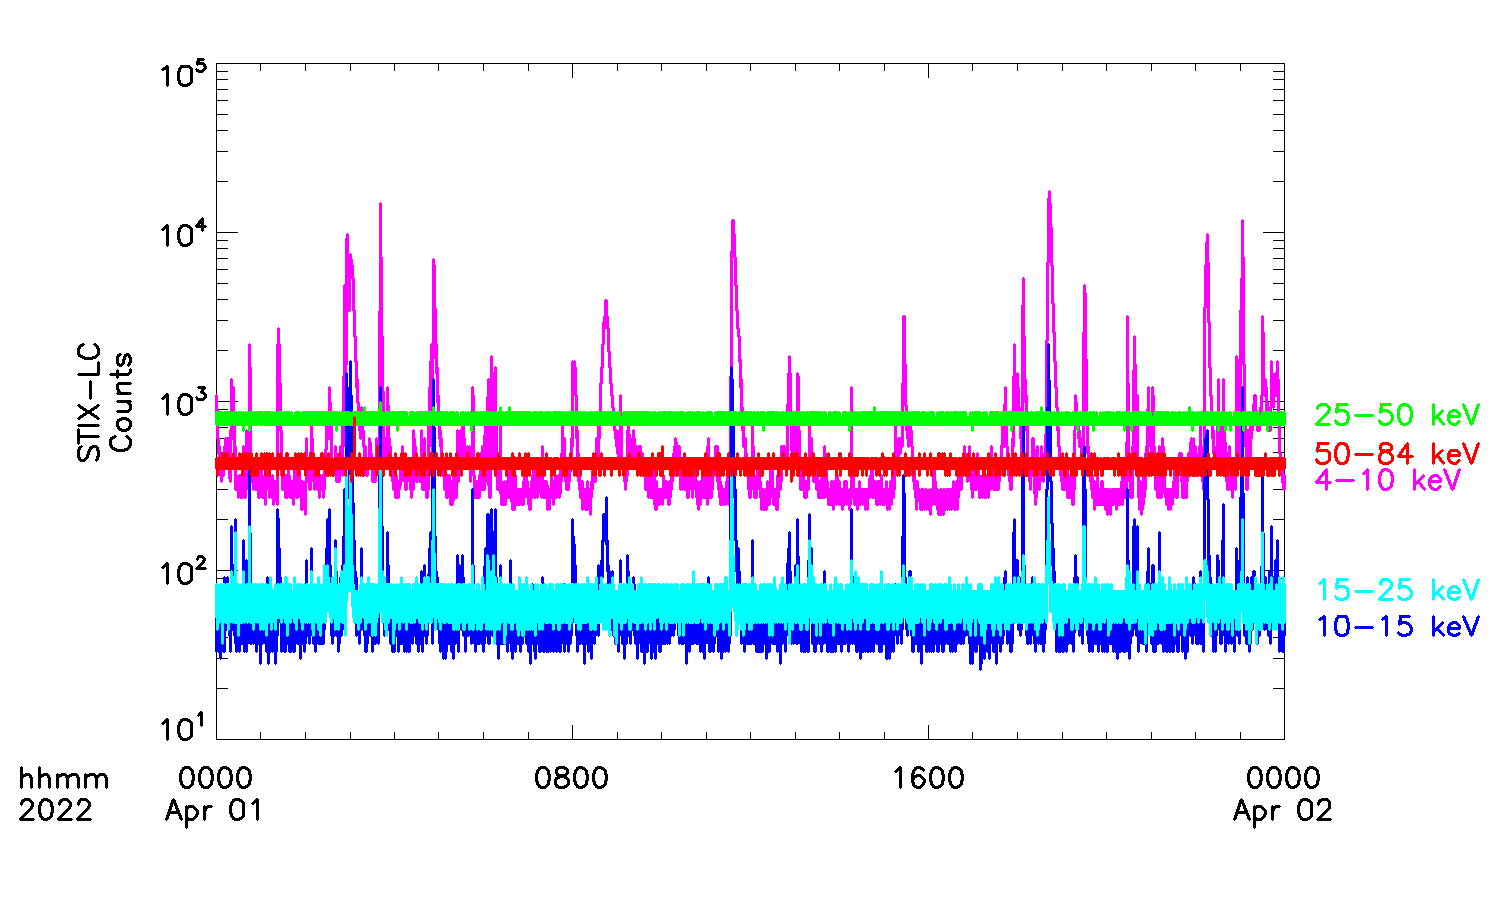 10^5
10^4
10^3
10^2
10^1
STIX-LC
Counts
25-50 keV
50-84 keV
4-10 keV
15-25 keV
10-15 keV
hhmm 0000 0800 1600 0000
2022 Apr 01 Apr 02